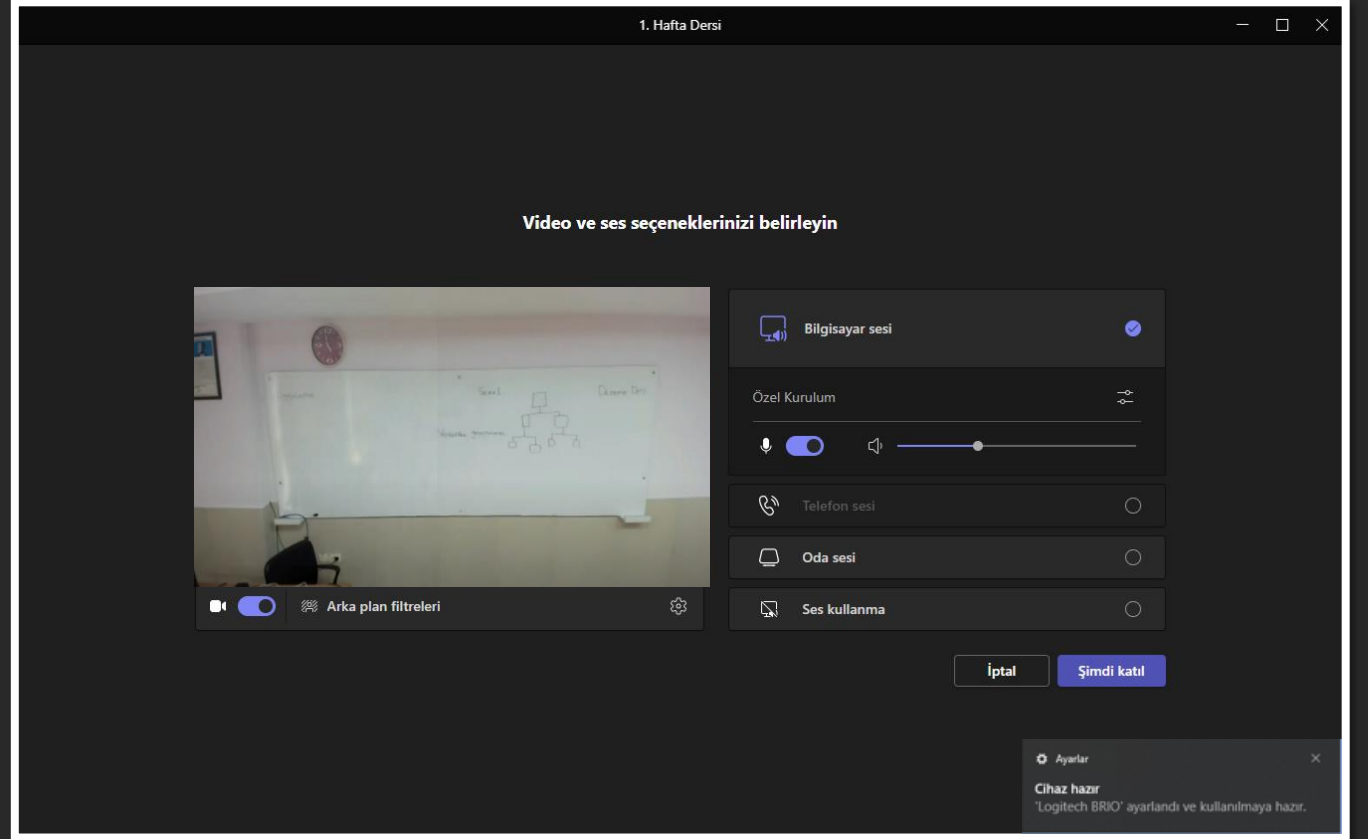 1. Hafta Dersi
Video ve ses seçeneklerinizi belirleyin
Bilgisayar sesi
Özel Kurulum
Telefon sesi
Oda sesi
Ses kullanma
Arka plan filtreleri
İptal
Şimdi katıl
Ayarlar
Cihaz hazır
'Logitech BRIO' ayarlandı ve kullanılmaya hazır.